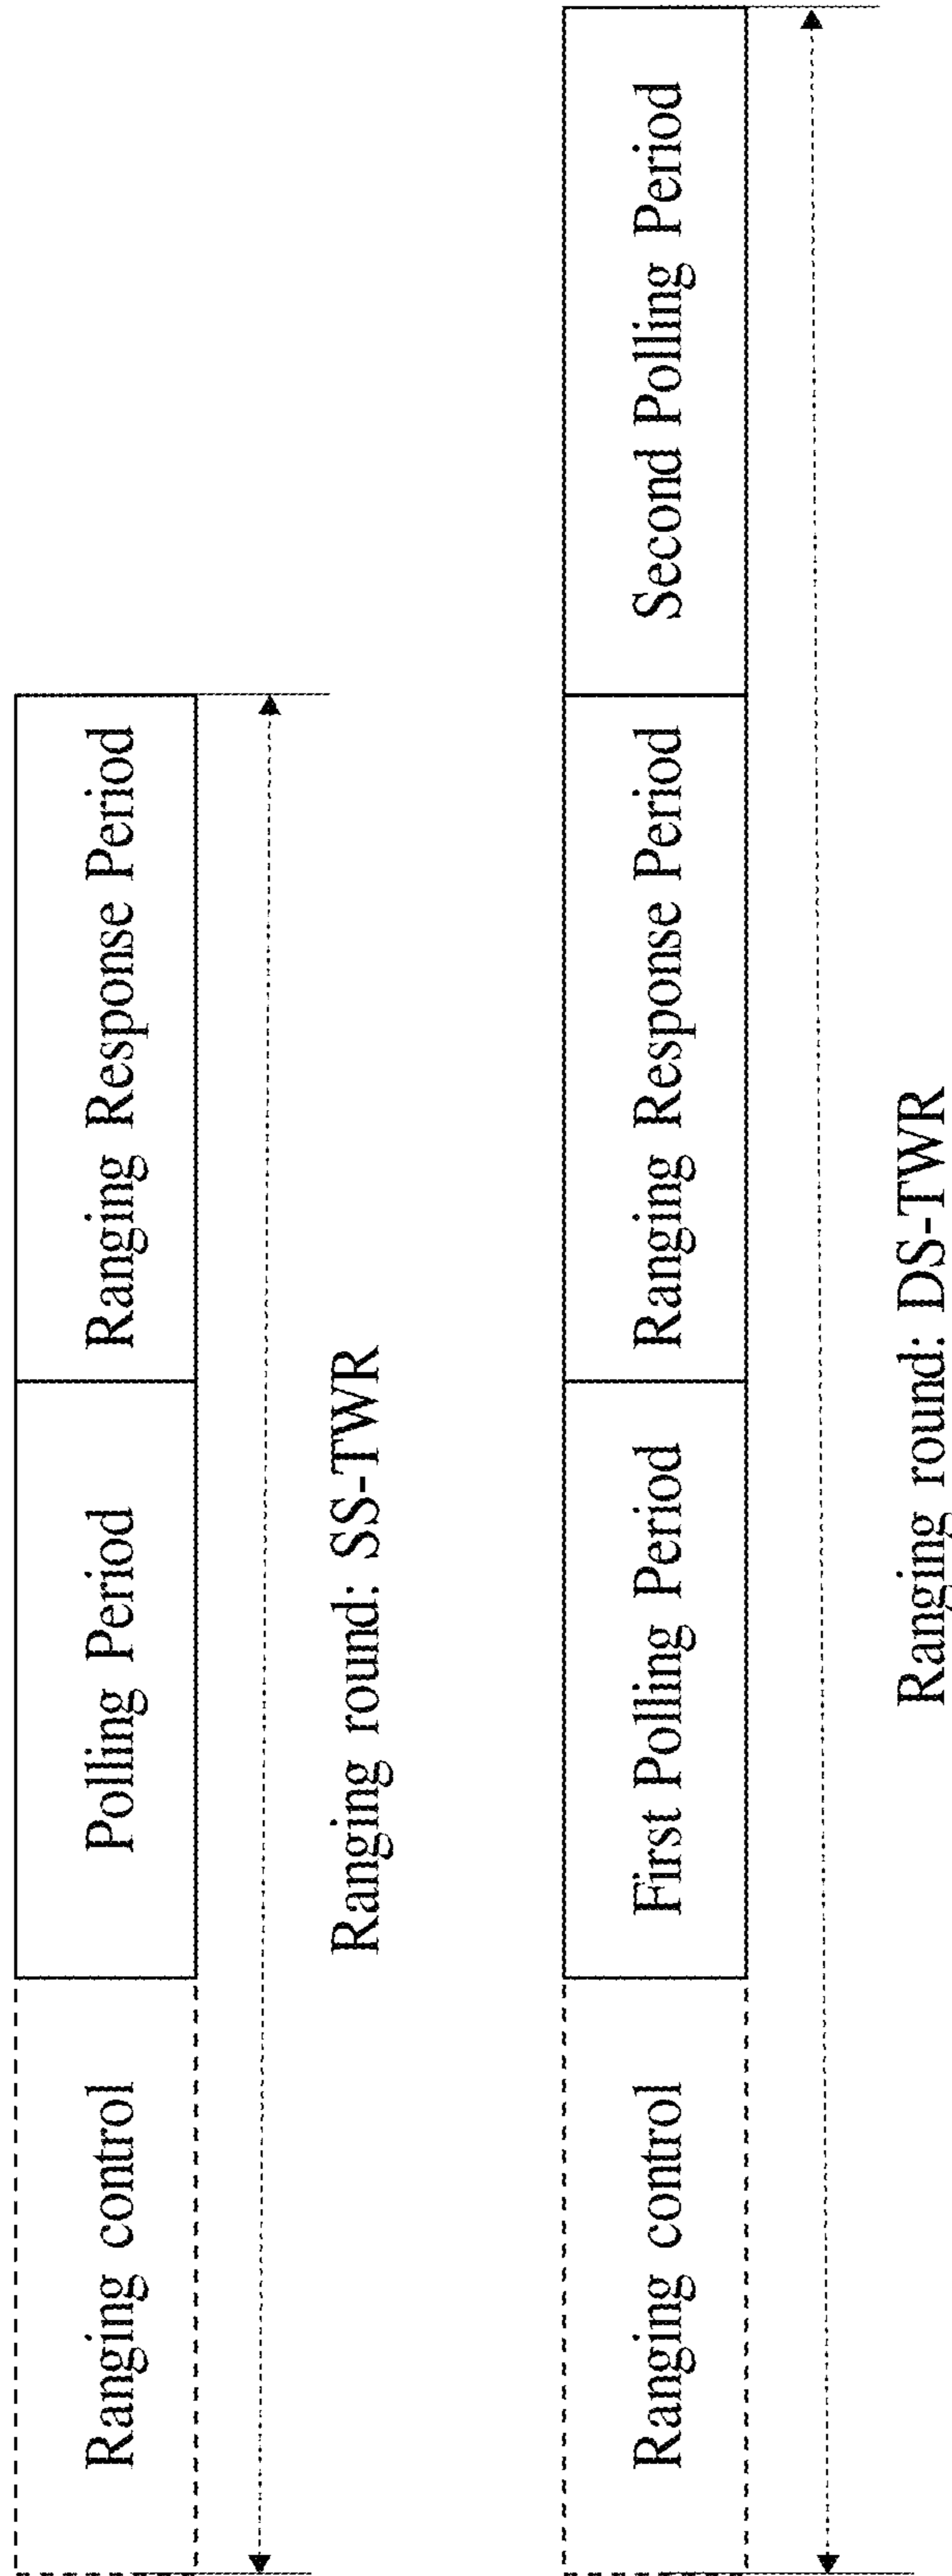 Ranging control
Polling Period
Ranging Response Period
Ranging round: SS-TWR
Ranging control
First Polling Period
Ranging Response Period
Second Polling Period
Ranging round: DS-TWR